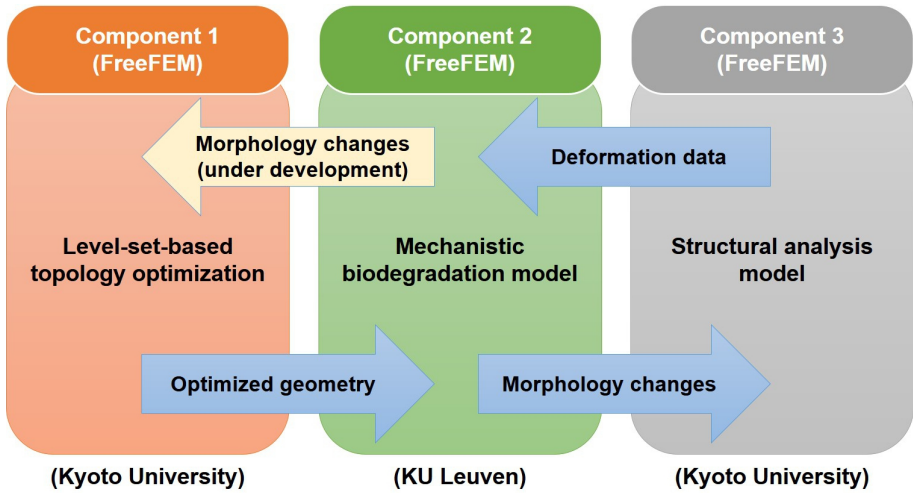 Component 1
(FreeFEM)
Component 2
(FreeFEM)
Component 3
(FreeFEM)
Morphology changes
(under development)
Deformation data
Level-set-based
topology optimization
Mechanistic
biodegradation model
Structural analysis
model
Optimized geometry
Morphology changes
(Kyoto University)
(KU Leuven)
(Kyoto University)